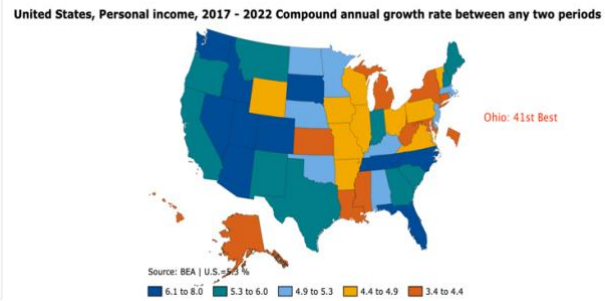 United States, Personal income, 2017 - 2022 Compound annual growth rate between any two periods
Ohio: 41st Best
Source: BEA | U.S.=5.3 %
6.1 to 8.0 5.3 to 6.0 4.9 to 5.3 4.4 to 4.9 3.4 to 4.4